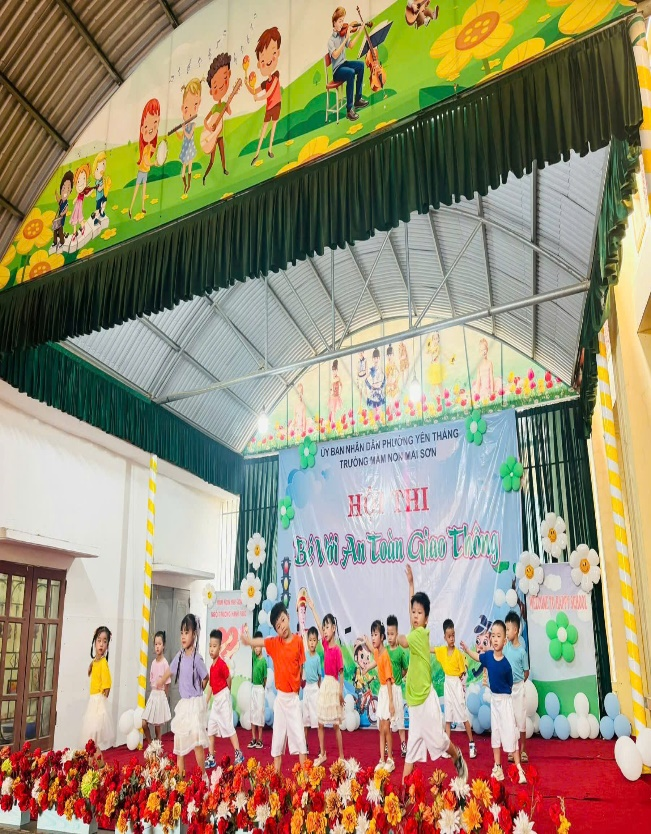 ỦY BAN NHÂN DÂN PHƯỜNG YÊN THẮNG
TRƯỜNG MẦM NON MAI SƠN
HỘI THI
Bé Với An Toàn Giao Thông